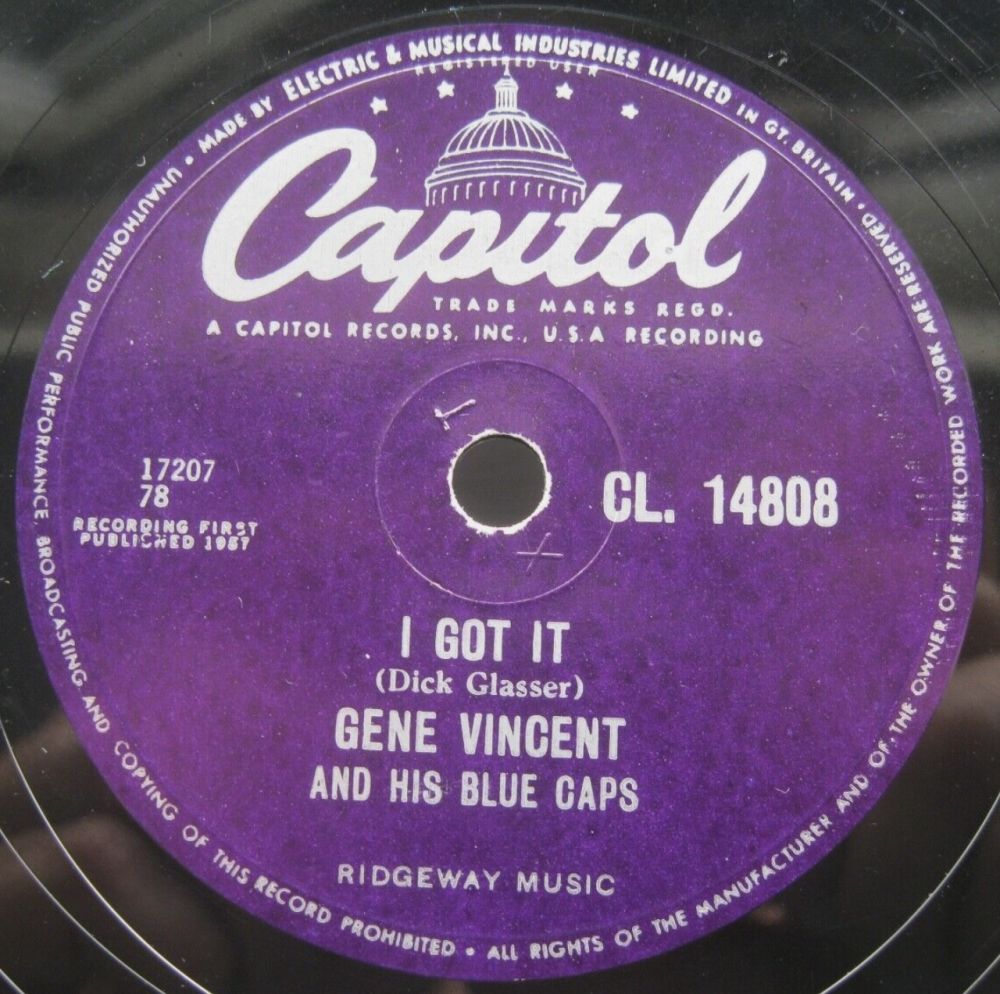 MADE BY ELECTRIC & MUSICAL INDUSTRIES LIMITED IN GT. BRITAIN • ALL RIGHTS OF THE MANUFACTURER AND OF THE OWNER OF THE RECORDED WORK ARE RESERVED. UNAUTHORIZED PUBLIC PERFORMANCE, BROADCASTING AND COPYING OF THIS RECORD PROHIBITED •
REGISTERED USER
Capitol
TRADE MARKS REGD.
A CAPITOL RECORDS, INC., U.S.A RECORDING
17207
78
RECORDING FIRST
PUBLISHED 1957
CL. 14808
I GOT IT
(Dick Glasser)
GENE VINCENT
AND HIS BLUE CAPS
RIDGEWAY MUSIC